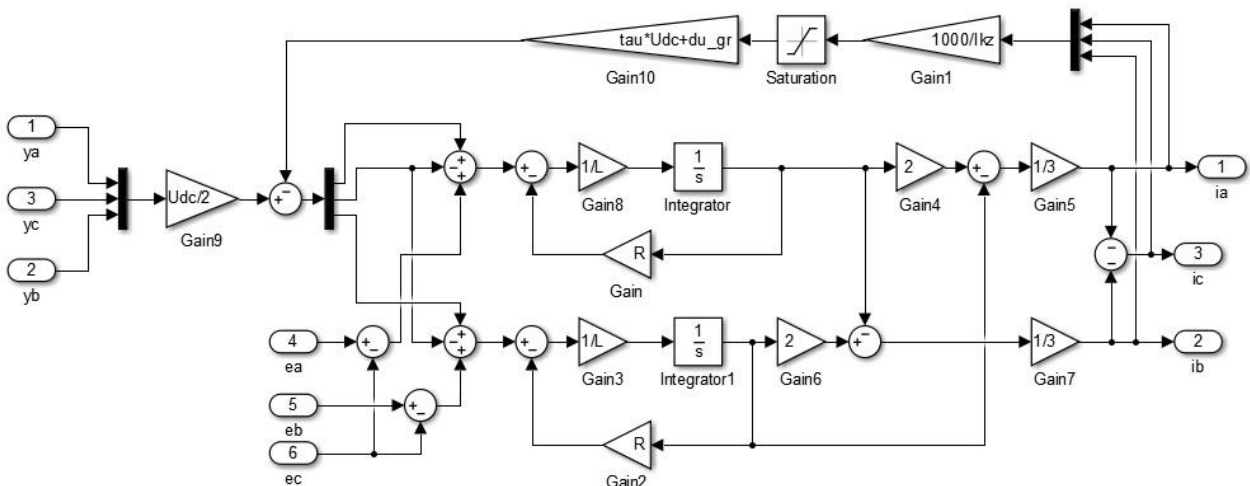 tau*Udc+du_gr
Gain10
Saturation
1000/Ikz
Gain1
1
ya
3
yc
2
yb
Udc/2
Gain9
1/L
Gain8
1
s
Integrator
2
Gain4
1/3
Gain5
1
ia
R
Gain
3
ic
4
ea
5
eb
6
ec
1/L
Gain3
1
s
Integrator1
2
Gain6
1/3
Gain7
2
ib
R
Gain2